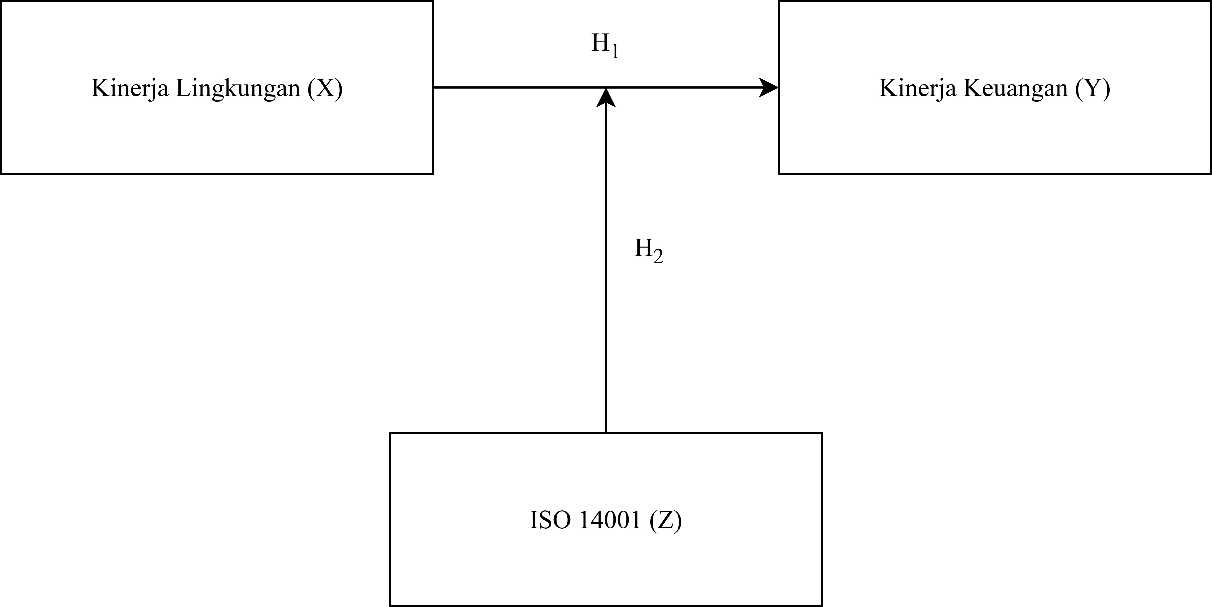 H₁
Kinerja Lingkungan (X)
Kinerja Keuangan (Y)
H₂
ISO 14001 (Z)